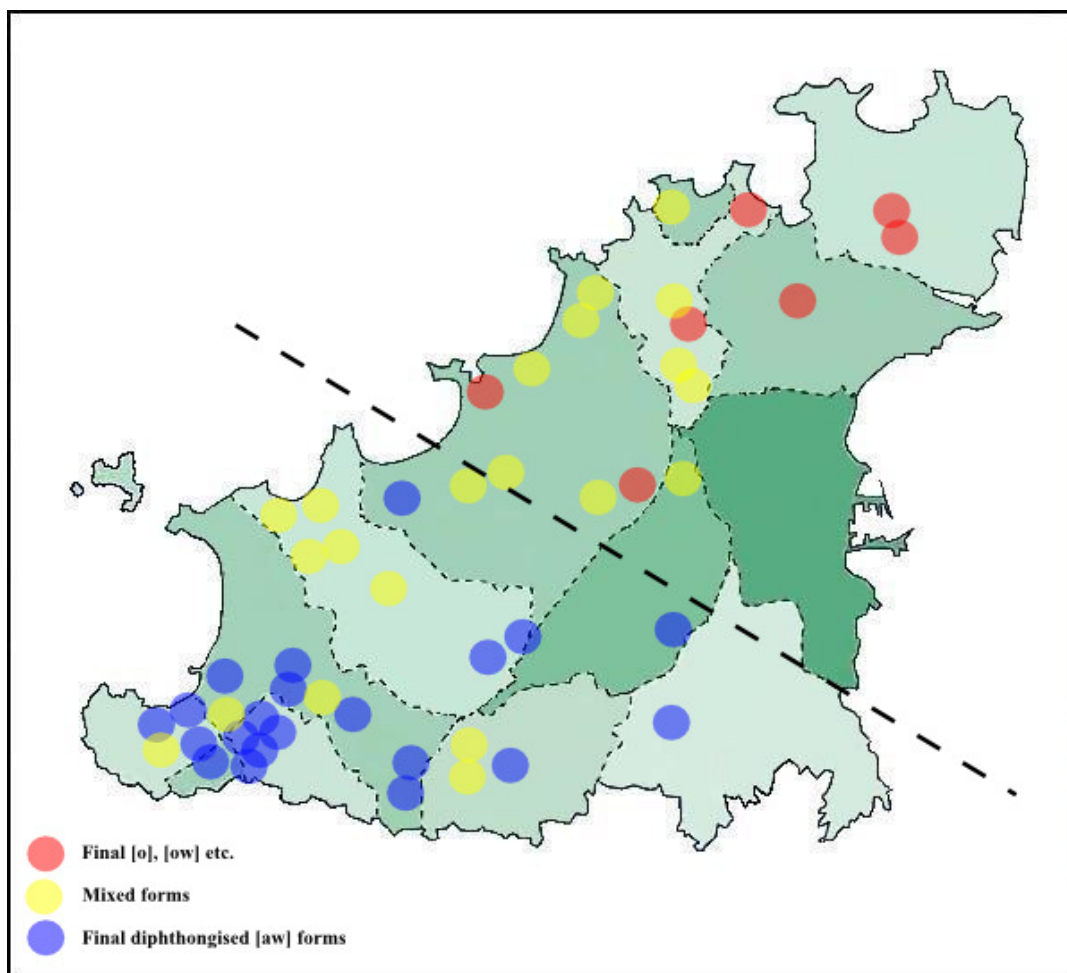 Final [o], [ow] etc.
Mixed forms
Final diphthongised [aw] forms